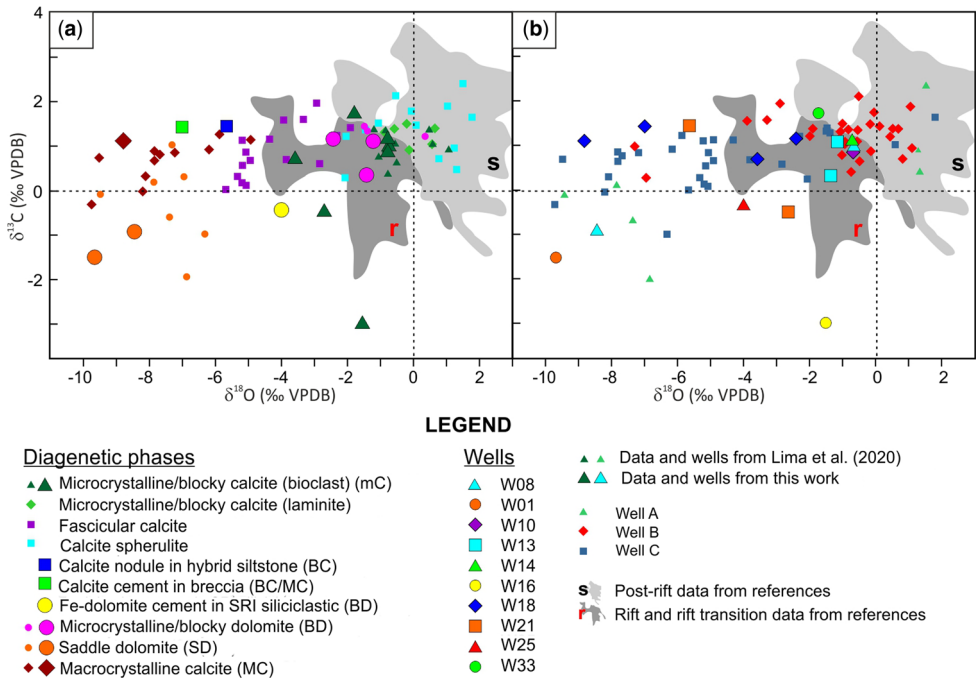 (a)
(b)
4
2
0
-2
δ13C (‰ VPDB)
s
r
s
r
-10 -8 -6 -4 -2 0 2
-10 -8 -6 -4 -2 0 2
δ18O (‰ VPDB)
δ18O (‰ VPDB)
LEGEND
Diagenetic phases
Microcrystalline/blocky calcite (bioclast) (mC)
Microcrystalline/blocky calcite (laminite)
Fascicular calcite
Calcite spherulite
Calcite nodule in hybrid siltstone (BC)
Calcite cement in breccia (BC/MC)
Fe-dolomite cement in SRI siliciclastic (BD)
Microcrystalline/blocky dolomite (BD)
Saddle dolomite (SD)
Macrocrystalline calcite (MC)
Wells
W08
W01
W10
W13
W14
W16
W18
W21
W25
W33
Data and wells from Lima et al. (2020)
Data and wells from this work
Well A
Well B
Well C
s Post-rift data from references
r Rift and rift transition data from references